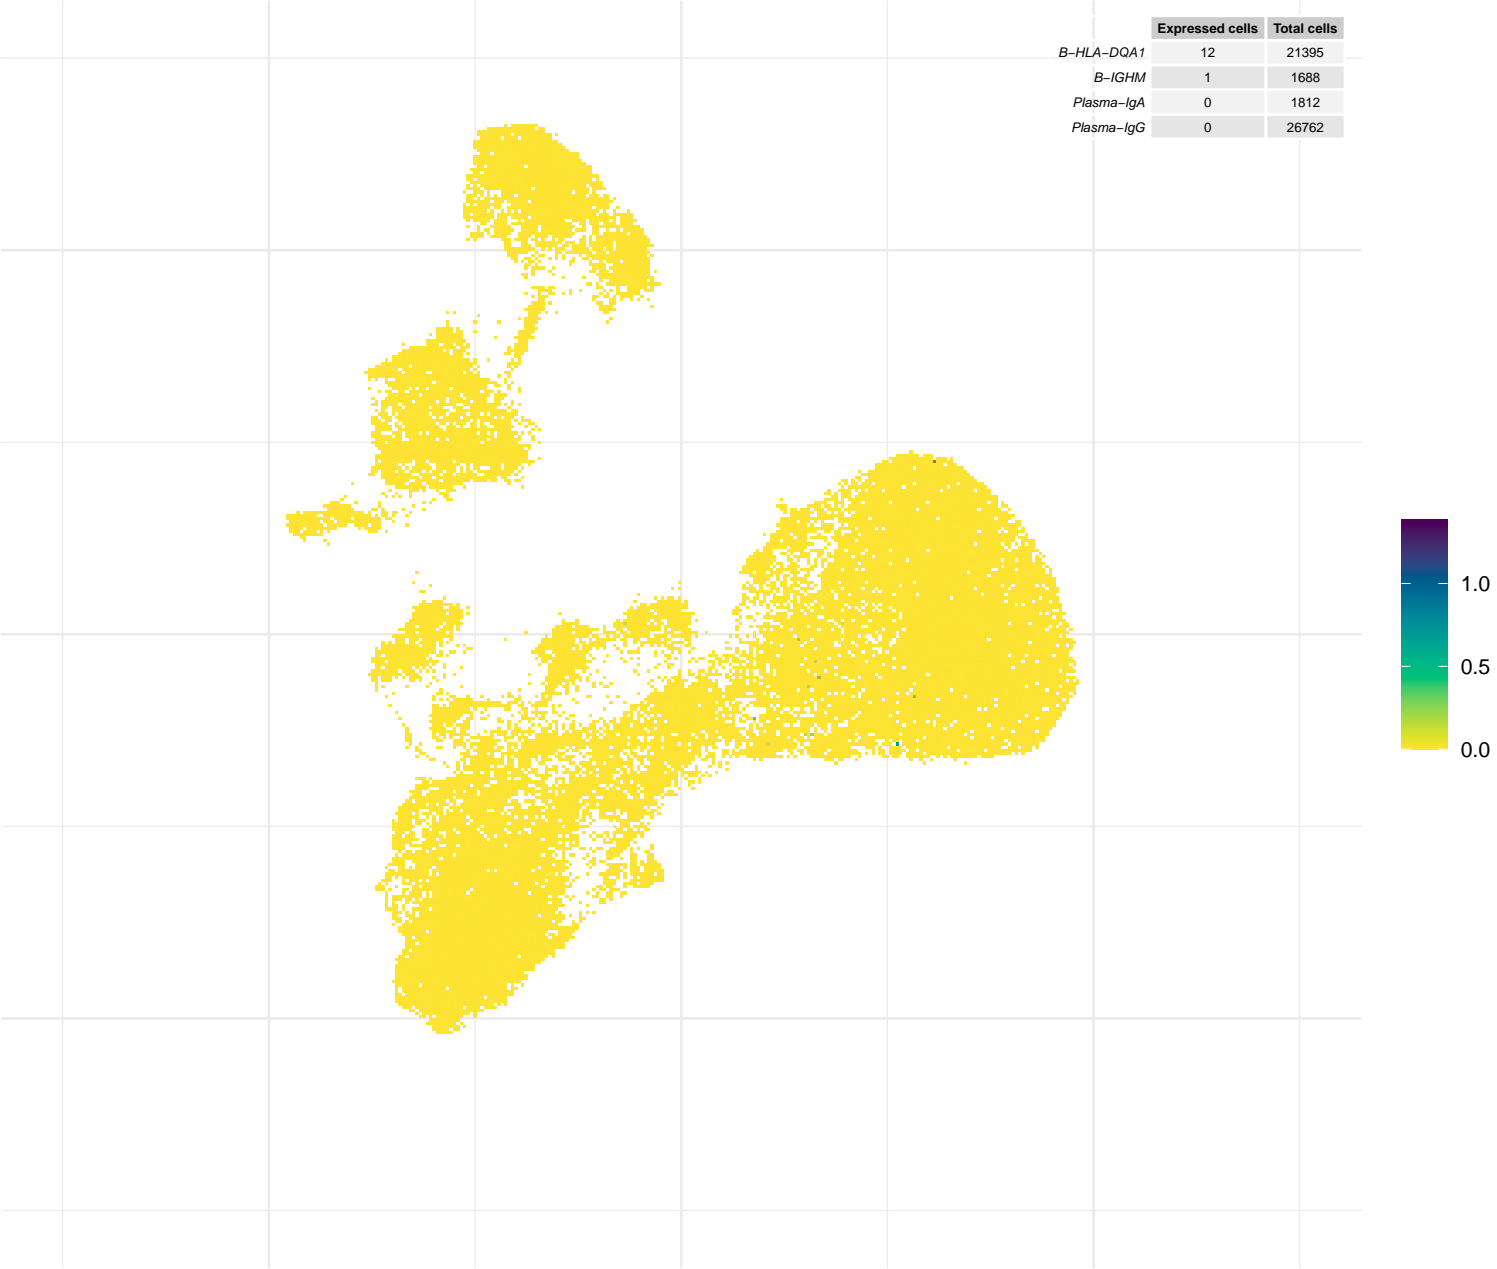 Expressed cells Total cells
B−HLA−DQA1 12 21395
B−IGHM 1 1688
Plasma−IgA 0 1812
Plasma−IgG 0 26762
1.0
0.5
0.0